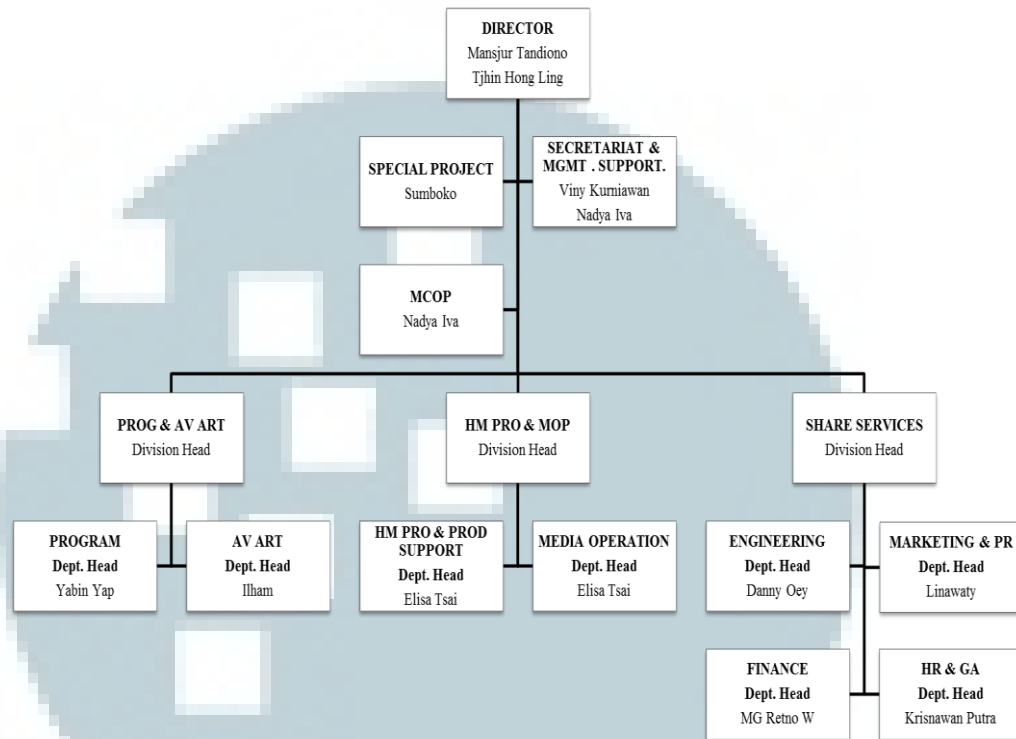 DIRECTOR
Mansjur Tandiono
Tjhin Hong Ling
SPECIAL PROJECT
Sumboko
SECRETARIAT &
MGMT . SUPPORT.
Viny Kurniawan
Nadya Iva
MCOP
Nadya Iva
PROG & AV ART
Division Head
HM PRO & MOP
Division Head
SHARE SERVICES
Division Head
PROGRAM
Dept. Head
Yabin Yap
AV ART
Dept. Head
Ilham
HM PRO & PROD
SUPPORT
Dept. Head
Elisa Tsai
MEDIA OPERATION
Dept. Head
Elisa Tsai
ENGINEERING
Dept. Head
Danny Oey
MARKETING & PR
Dept. Head
Linawaty
FINANCE
Dept. Head
MG Retno W
HR & GA
Dept. Head
Krisnawan Putra